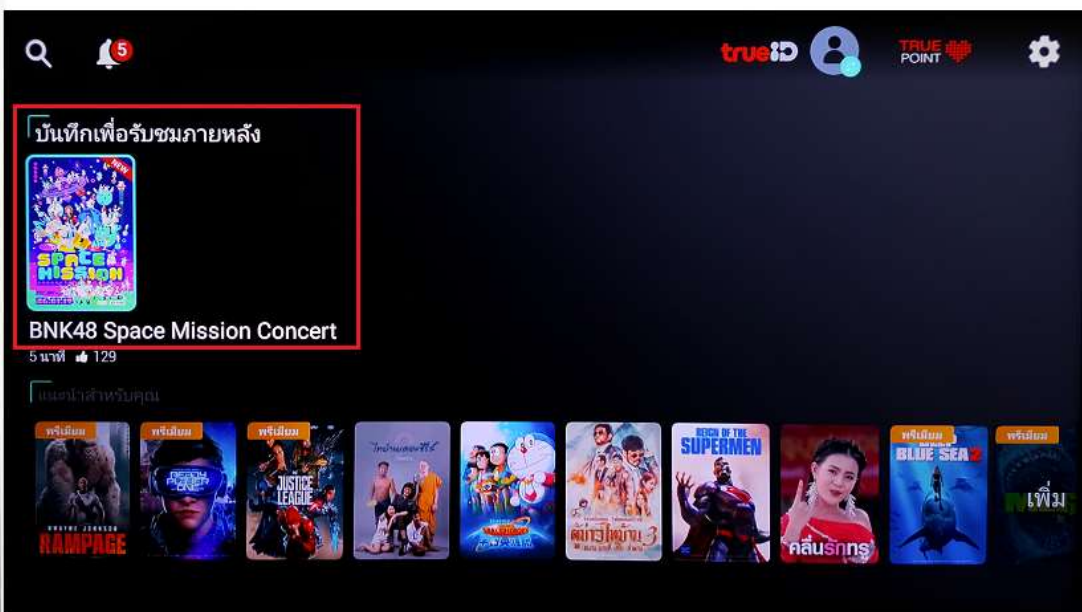 5
trueiD
TRUE
POINT
บันทึกเพื่อรับชมภายหลัง
NEW
SPACE
MISSION
BNK48 Space Mission Concert
5 นาที 129
แนะนำสำหรับคุณ
พรีเมียม
DWAYNE JOHNSON
RAMPAGE
พรีเมียม
READY
PLAYER
ONE
พรีเมียม
JUSTICE
LEAGUE
REIGN OF THE
SUPERMEN
คลื่นรักทรู
พรีเมียม
BLUE SEA 2
พรีเมียม
เพิ่ม